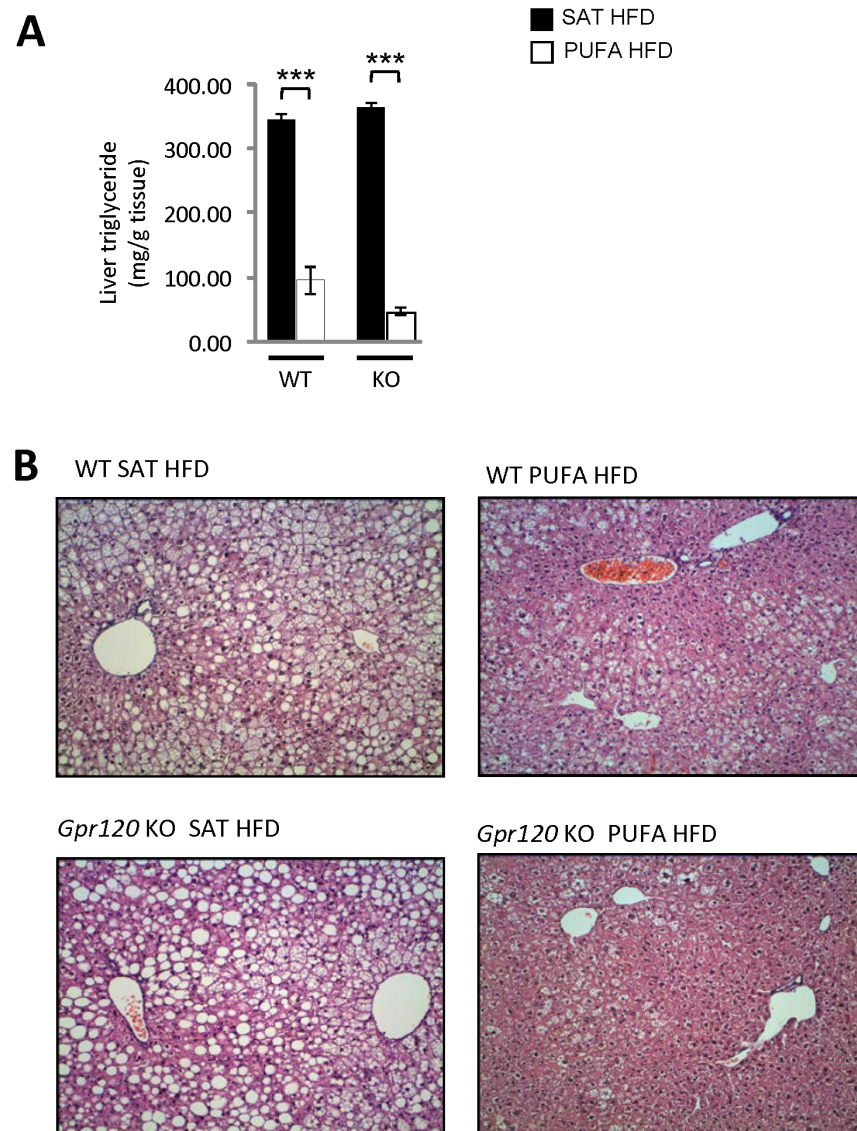 A
SAT HFD
PUFA HFD
***
***
Liver triglyceride
(mg/g tissue)
400.00
300.00
200.00
100.00
0.00
WT
KO
B
WT SAT HFD
WT PUFA HFD
Gpr120 KO SAT HFD
Gpr120 KO PUFA HFD